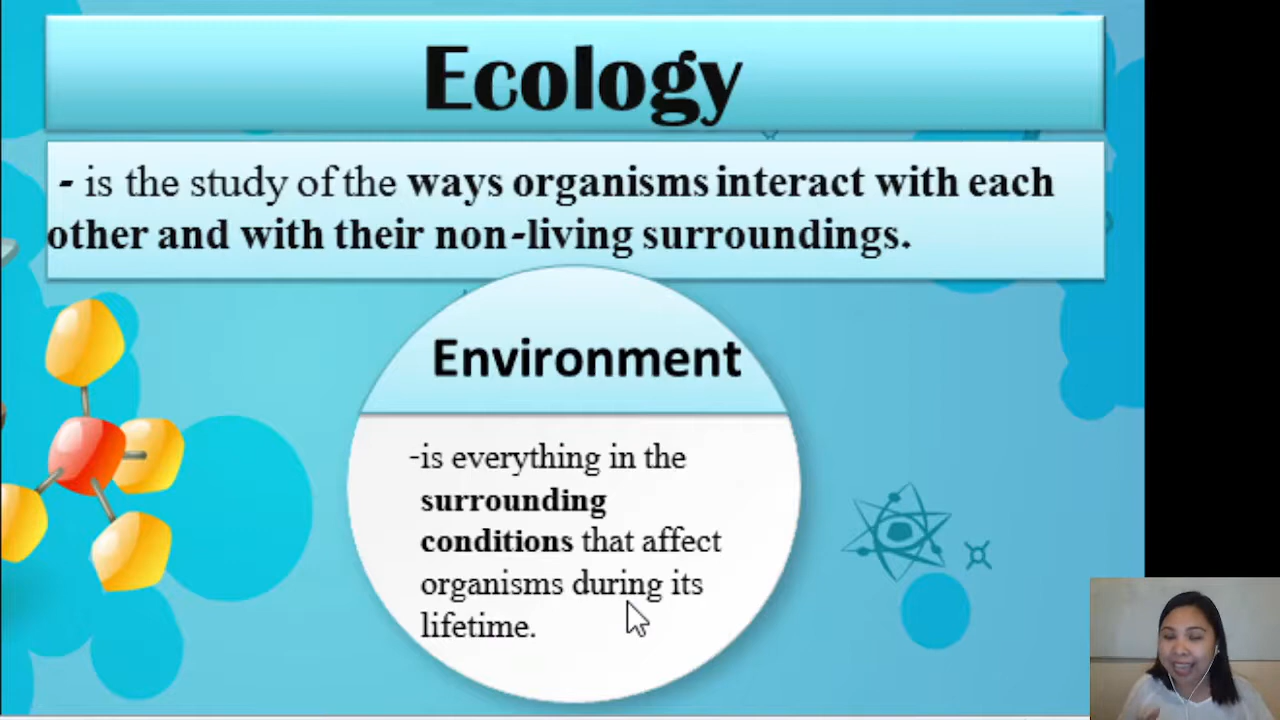 Ecology
- is the study of the ways organisms interact with each
other and with their non-living surroundings.
Environment
-is everything in the
surrounding
conditions that affect
organisms during its
lifetime.